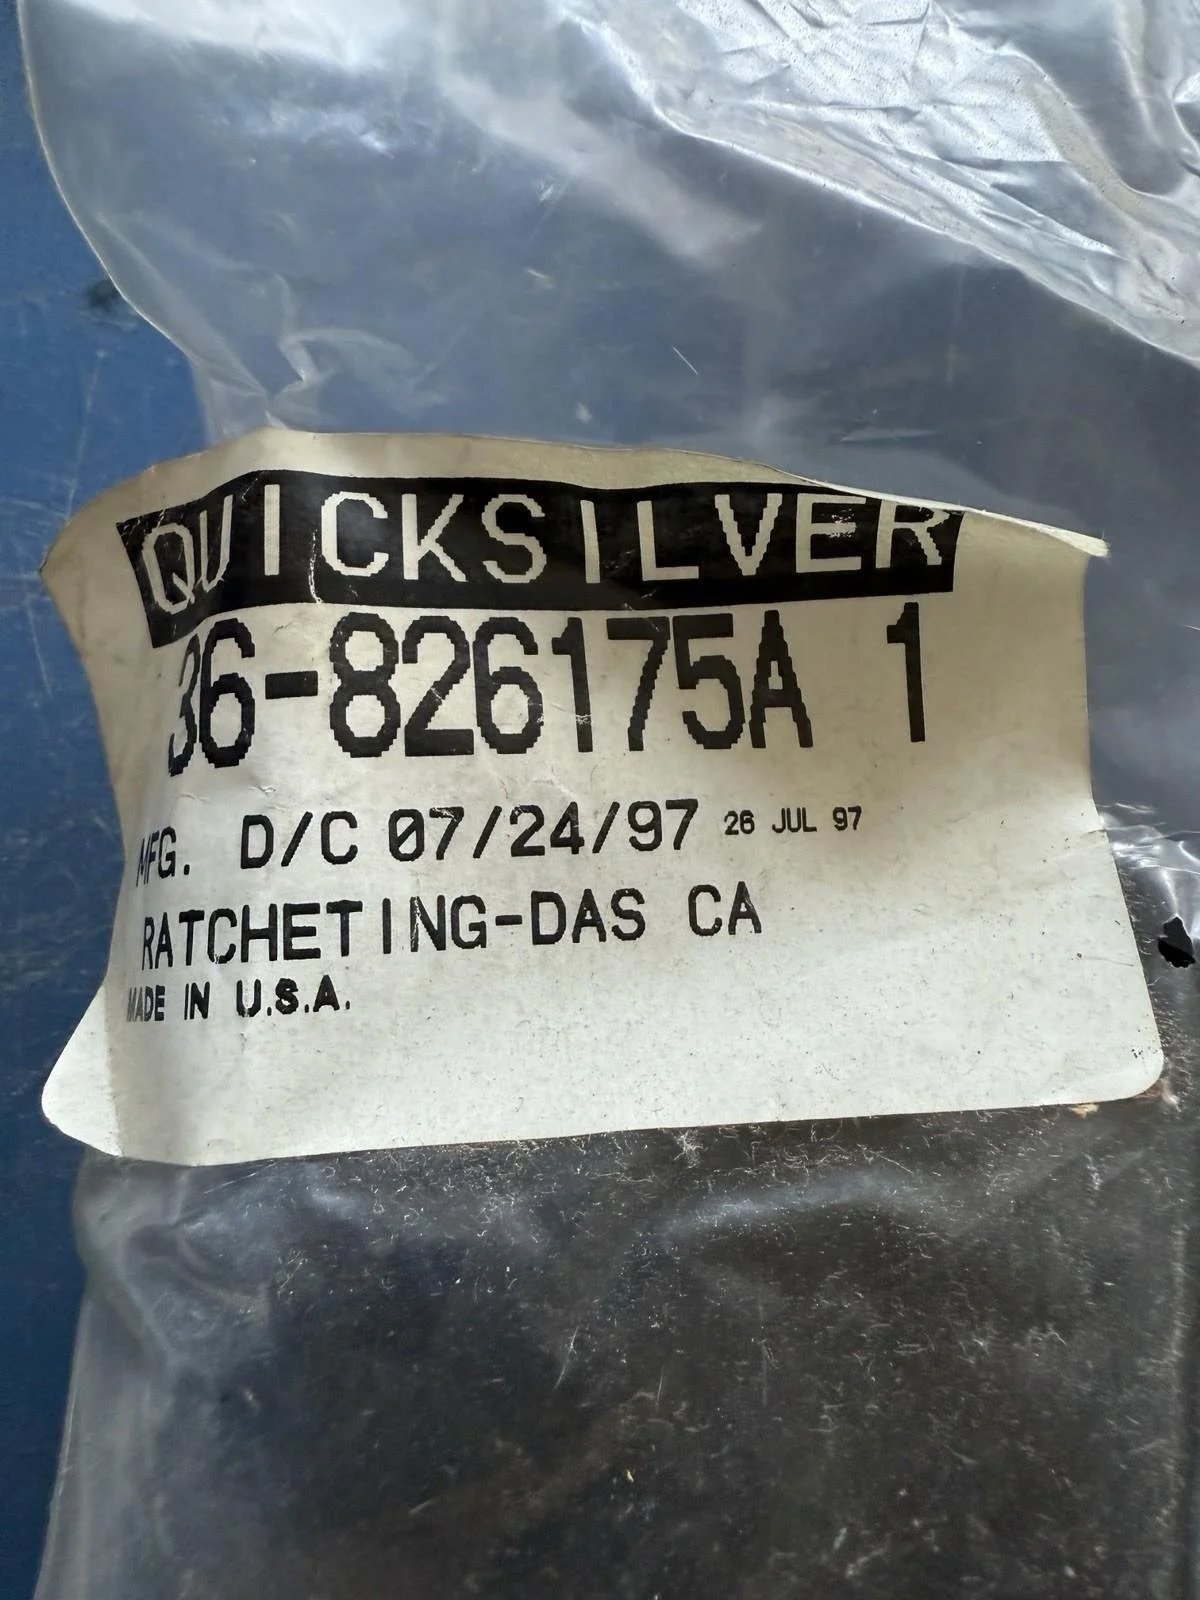 QUICKSILVER
36-826175A 1
MFG. D/C 07/24/97 26 JUL 97
RATCHETING-DAS CA
MADE IN U.S.A.